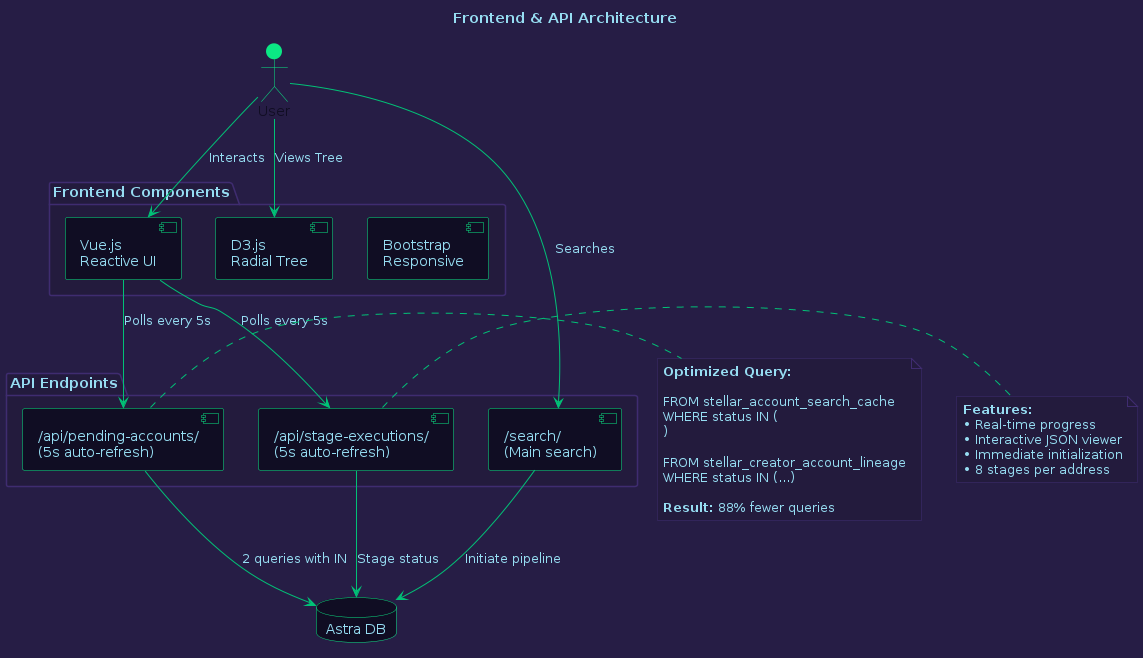 Frontend & API Architecture
User
Interacts
Views Tree
Frontend Components
Vue.js
Reactive UI
D3.js
Radial Tree
Bootstrap
Responsive
Searches
Polls every 5s
Polls every 5s
API Endpoints
/api/pending-accounts/
(5s auto-refresh)
/api/stage-executions/
(5s auto-refresh)
/search/
(Main search)
Optimized Query:
FROM stellar_account_search_cache
WHERE status IN (
)
FROM stellar_creator_account_lineage
WHERE status IN (...)
Result: 88% fewer queries
Features:
• Real-time progress
• Interactive JSON viewer
• Immediate initialization
• 8 stages per address
2 queries with IN
Stage status
Initiate pipeline
Astra DB